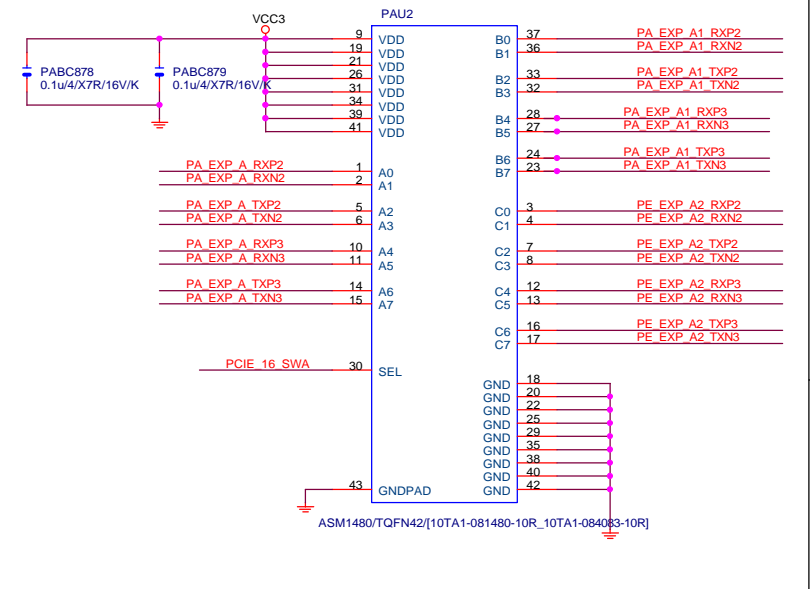 VCC3
PAU2
PABC878
0.1u/4/X7R/16V/K
PABC879
0.1u/4/X7R/16V/K
9 VDD
19 VDD
21 VDD
26 VDD
31 VDD
34 VDD
39 VDD
41 VDD
PA_EXP_A_RXP2 1 A0
PA_EXP_A_RXN2 2 A1
PA_EXP_A_TXP2 5 A2
PA_EXP_A_TXN2 6 A3
PA_EXP_A_RXP3 10 A4
PA_EXP_A_RXN3 11 A5
PA_EXP_A_TXP3 14 A6
PA_EXP_A_TXN3 15 A7
PCIE_16_SWA 30 SEL
43 GNDPAD
B0 37 PA_EXP_A1_RXP2
B1 36 PA_EXP_A1_RXN2
B2 33 PA_EXP_A1_TXP2
B3 32 PA_EXP_A1_TXN2
B4 28 PA_EXP_A1_RXP3
B5 27 PA_EXP_A1_RXN3
B6 24 PA_EXP_A1_TXP3
B7 23 PA_EXP_A1_TXN3
C0 3 PE_EXP_A2_RXP2
C1 4 PE_EXP_A2_RXN2
C2 7 PE_EXP_A2_TXP2
C3 8 PE_EXP_A2_TXN2
C4 12 PE_EXP_A2_RXP3
C5 13 PE_EXP_A2_RXN3
C6 16 PE_EXP_A2_TXP3
C7 17 PE_EXP_A2_TXN3
GND 18
GND 20
GND 22
GND 25
GND 29
GND 35
GND 38
GND 40
GND 42
ASM1480/TQFN42/[10TA1-081480-10R_10TA1-084083-10R]